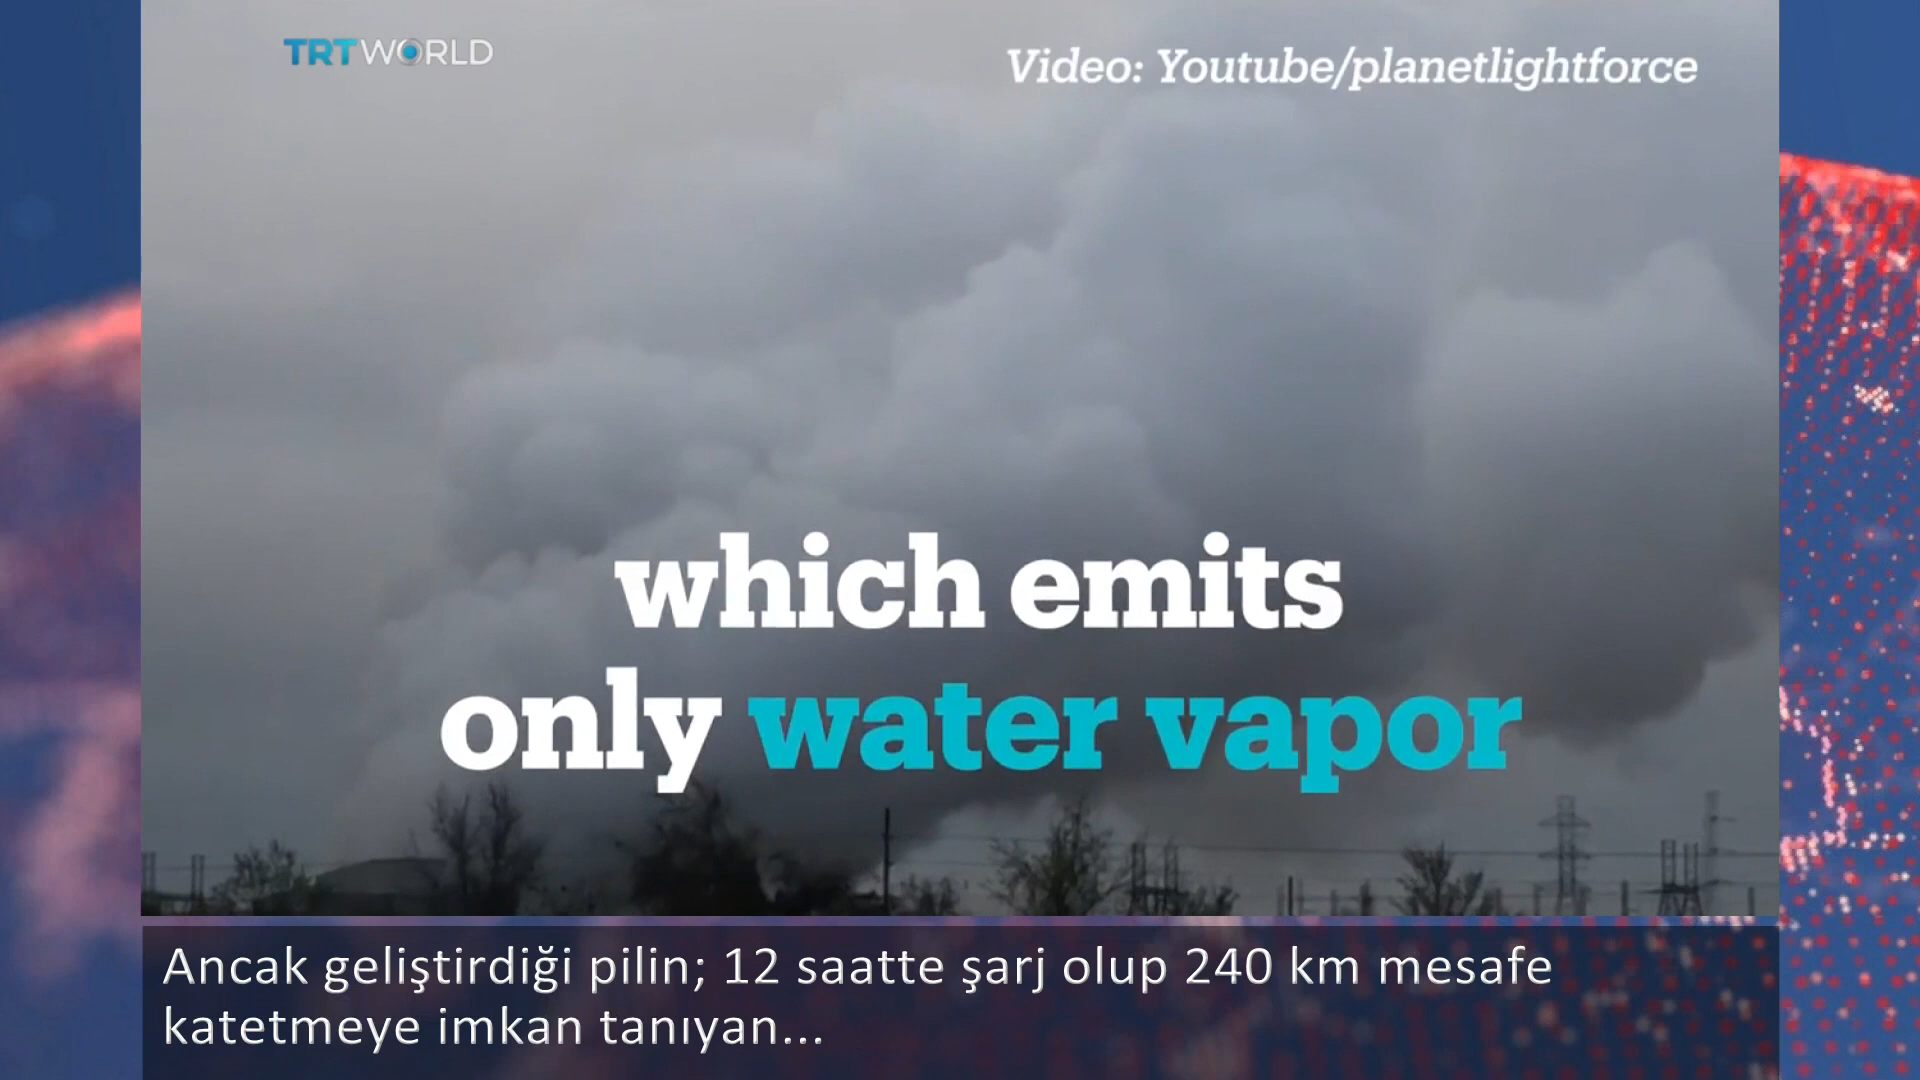 TRT WORLD
Video: Youtube/planetlightforce
which emits
only water vapor
Ancak geliştirdiği pilin; 12 saatte şarj olup 240 km mesafe
katetmeye imkan tanıyan...